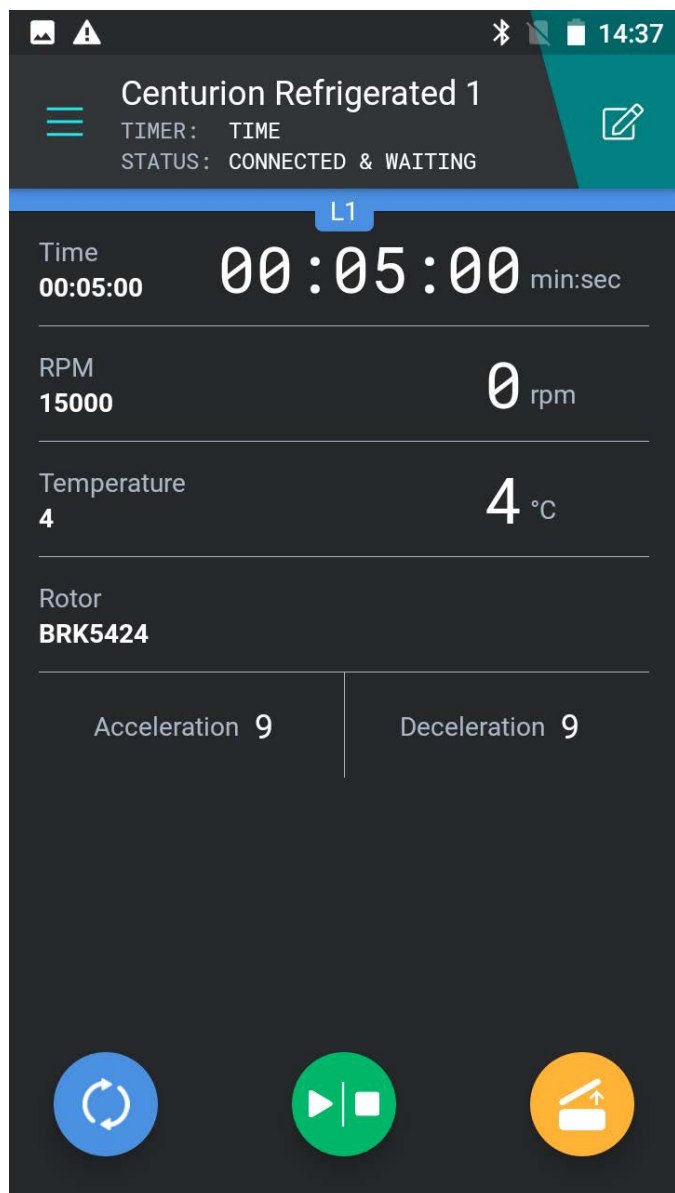 14:37
Centurion Refrigerated 1
TIMER: TIME
STATUS: CONNECTED & WAITING
L1
Time
00:05:00
00:05:00 min:sec
RPM
15000
0 rpm
Temperature
4
4 °C
Rotor
BRK5424
Acceleration 9
Deceleration 9